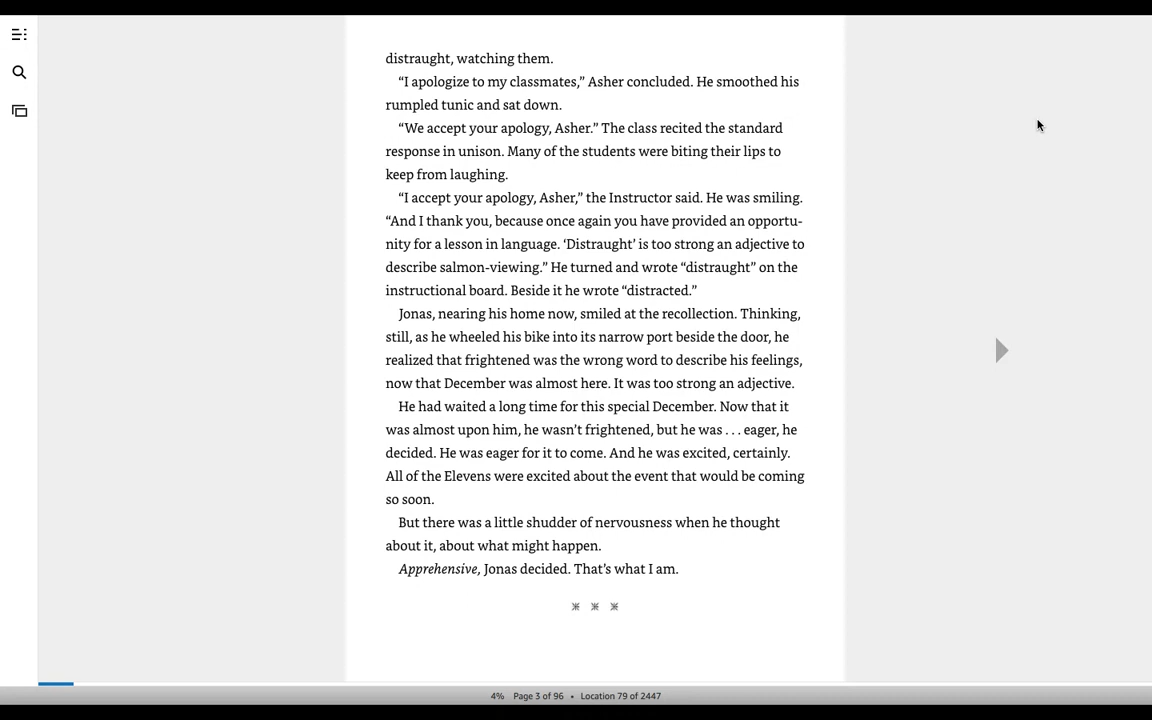 distraught, watching them.
“I apologize to my classmates,” Asher concluded. He smoothed his
rumpled tunic and sat down.
“We accept your apology, Asher.” The class recited the standard
response in unison. Many of the students were biting their lips to
keep from laughing.
“I accept your apology, Asher,” the Instructor said. He was smiling.
“And I thank you, because once again you have provided an opportu-
nity for a lesson in language. ‘Distraught’ is too strong an adjective to
describe salmon-viewing.” He turned and wrote “distraught” on the
instructional board. Beside it he wrote “distracted.”
Jonas, nearing his home now, smiled at the recollection. Thinking,
still, as he wheeled his bike into its narrow port beside the door, he
realized that frightened was the wrong word to describe his feelings,
now that December was almost here. It was too strong an adjective.
He had waited a long time for this special December. Now that it
was almost upon him, he wasn’t frightened, but he was . . . eager, he
decided. He was eager for it to come. And he was excited, certainly.
All of the Elevens were excited about the event that would be coming
so soon.
But there was a little shudder of nervousness when he thought
about it, about what might happen.
Apprehensive, Jonas decided. That’s what I am.
4% Page 3 of 96 • Location 79 of 2447